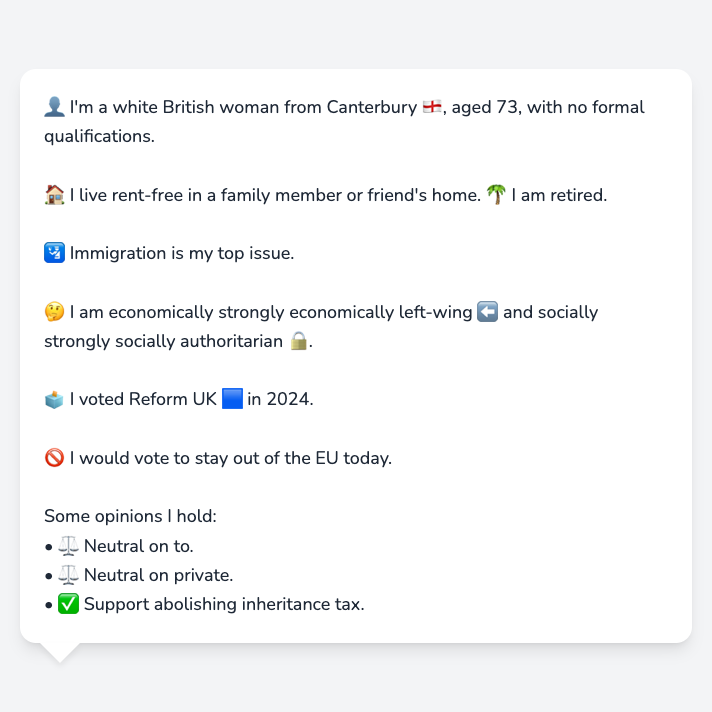 👤 I'm a white British woman from Canterbury 🏴󠁧󠁢󠁥󠁮󠁧󠁿, aged 73, with no formal
qualifications.
🏠 I live rent-free in a family member or friend's home. 🌴 I am retired.
🛂 Immigration is my top issue.
🤔 I am economically strongly economically left-wing ⬅️ and socially
strongly socially authoritarian 🔒.
🗳️ I voted Reform UK 🟦 in 2024.
🚫 I would vote to stay out of the EU today.
Some opinions I hold:
• ⚖️ Neutral on to.
• ⚖️ Neutral on private.
• ✅ Support abolishing inheritance tax.